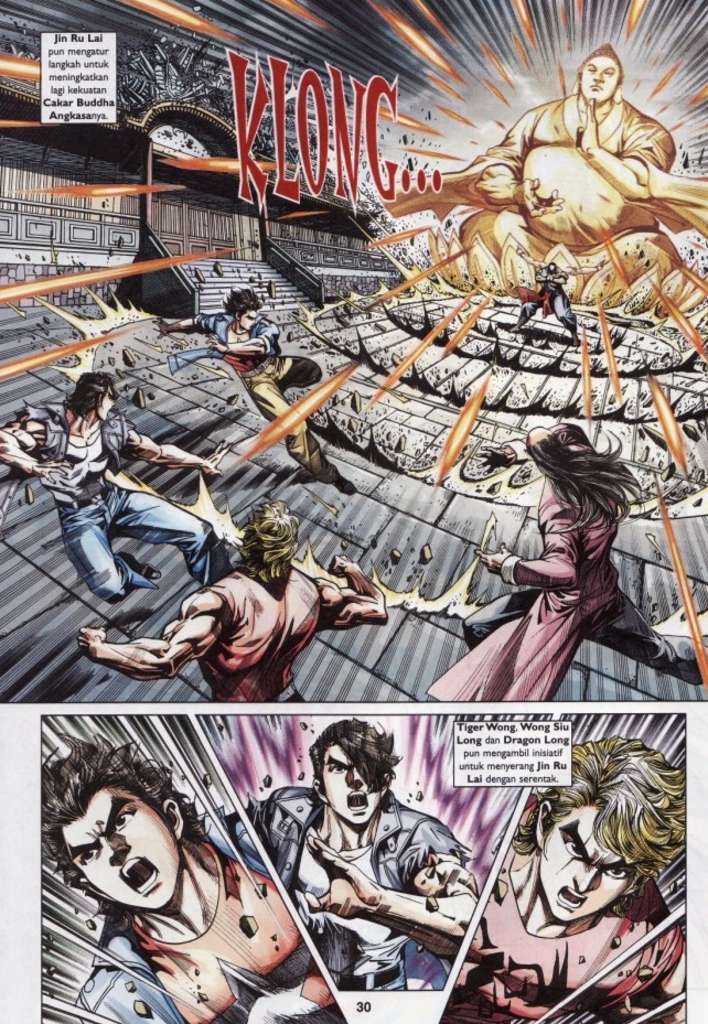 Jin Ru Lai
pun mengatur
langkah untuk
meningkatkan
lagi kekuatan
Cakar Buddha
Angkasanya.
KLONG...
Tiger Wong, Wong Siu
Long dan Dragon Long
pun mengambil inisiatif
untuk menyerang Jin Ru
Lai dengan serentak.
30